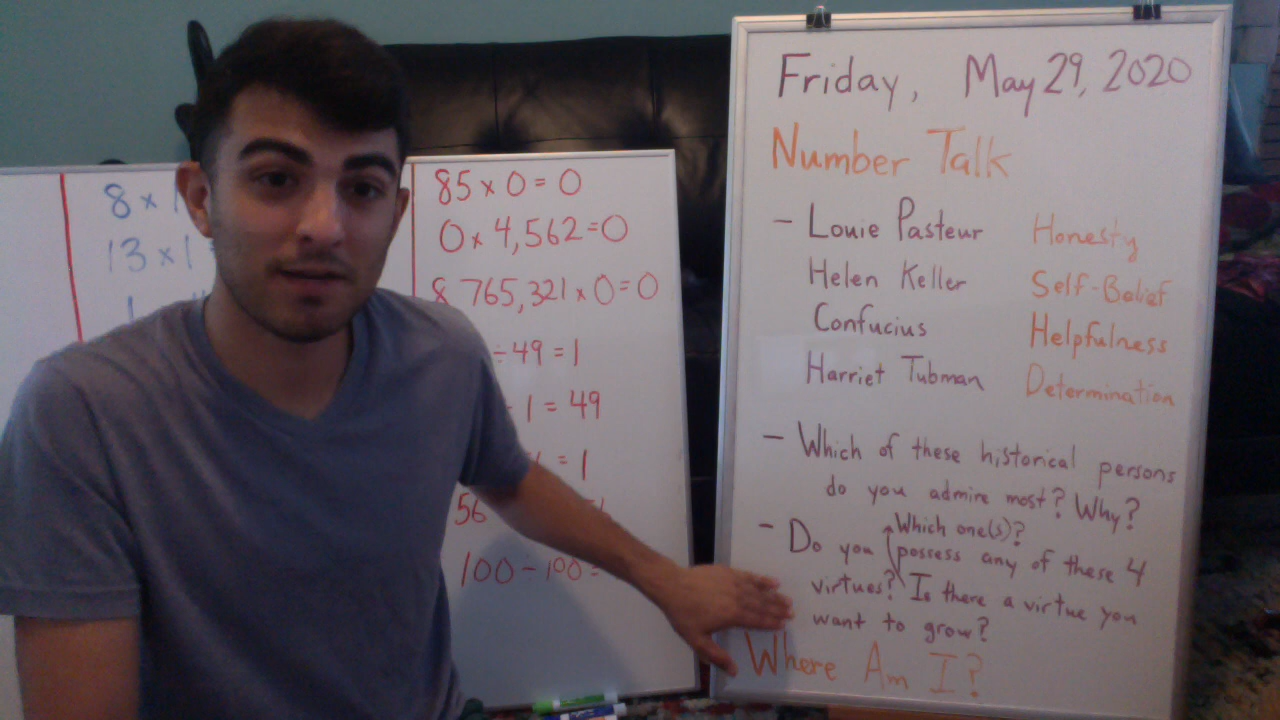 8 x 1
13 x 1
85 x 0 = 0
0 x 4,562 = 0
8 765,321 x 0 = 0
÷ 49 = 1
1 = 49
= 1
56
100 ÷ 100 =
Friday, May 29, 2020
Number Talk
- Louie Pasteur Honesty
Helen Keller Self-Belief
Confucius Helpfulness
Harriet Tubman Determination
- Which of these historical persons
do you admire most? Why?
Which one(s)?
- Do you possess any of these 4
virtues? Is there a virtue you
want to grow?
Where Am I?